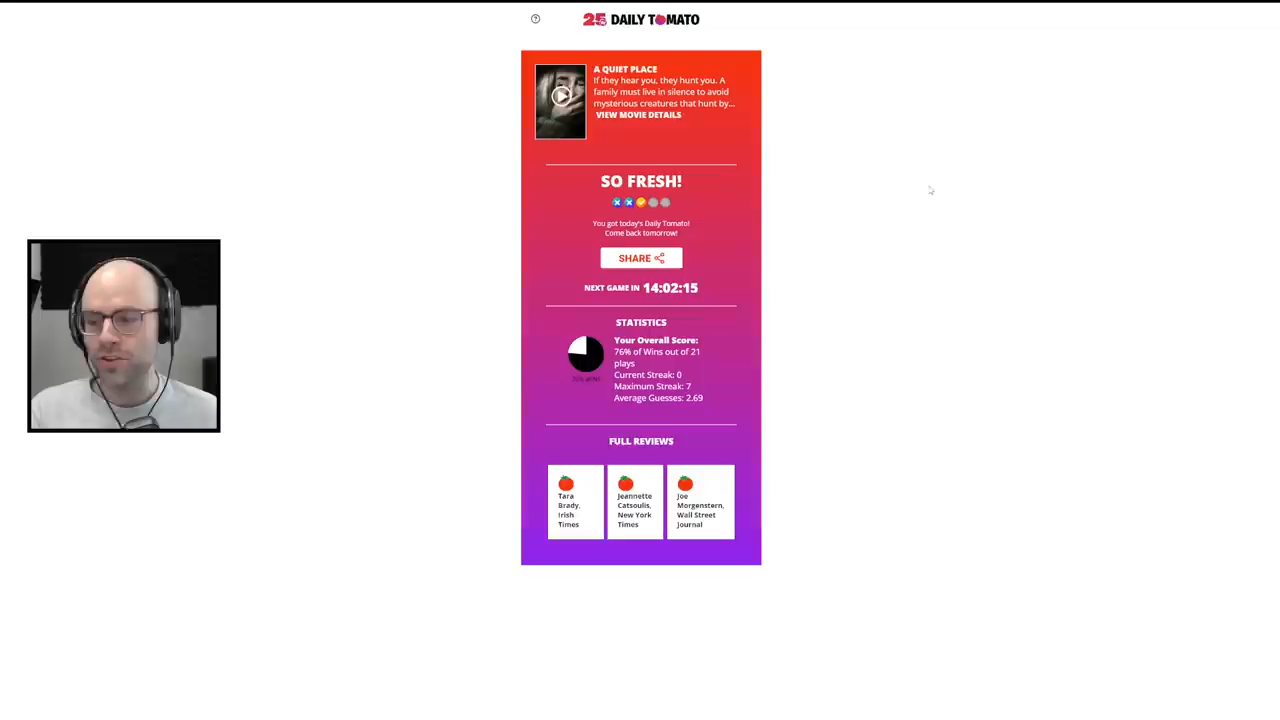 25 DAILY TOMATO
A QUIET PLACE
If they hear you, they hunt you. A
family must live in silence to avoid
mysterious creatures that hunt by...
VIEW MOVIE DETAILS
SO FRESH!
You got today's Daily Tomato!
Come back tomorrow!
SHARE
NEXT GAME IN 14:02:15
STATISTICS
Your Overall Score:
76% of Wins out of 21
plays
Current Streak: 0
Maximum Streak: 7
Average Guesses: 2.69
76% WINS
FULL REVIEWS
Tara
Brady,
Irish
Times
Jeannette
Catsoulis,
New York
Times
Joe
Morgenstern,
Wall Street
Journal